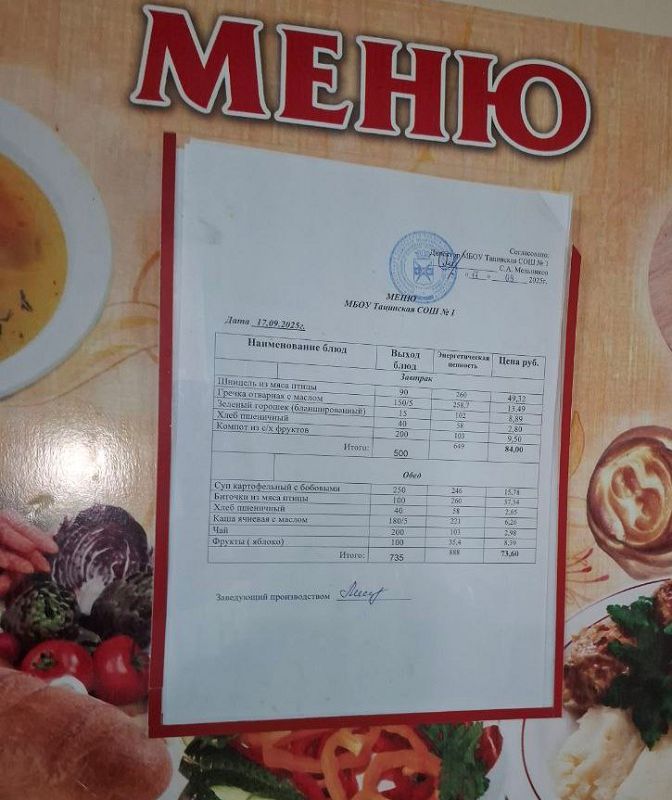 МЕНЮ
Согласовано:
Директор МБОУ Тацинская СОШ № 1
С.А. Мельников
2025г.
МЕНЮ
МБОУ Тацинская СОШ № 1
Дата 17.09.2025г.
Наименование блюд Выход блюд Энергетическая ценность Цена руб.
Завтрак
Шницель из мяса птицы 90 260 49,32
Гречка отварная с маслом 150/5 258,7 13,49
Зеленый горошек (бланшированный) 15 102 8,89
Хлеб пшеничный 40 58 2,80
Компот из с/х фруктов 200 103 9,50
Итого: 500 649 84,00
Обед
Суп картофельный с бобовыми 250 246 15,78
Биточки из мяса птицы 100 260 37,54
Хлеб пшеничный 40 58 2,65
Каша ячневая с маслом 180/5 221 6,26
Чай 200 103 2,98
Фрукты ( яблоко) 100 35,4 8,39
Итого: 735 888 73,60
Заведующий производством